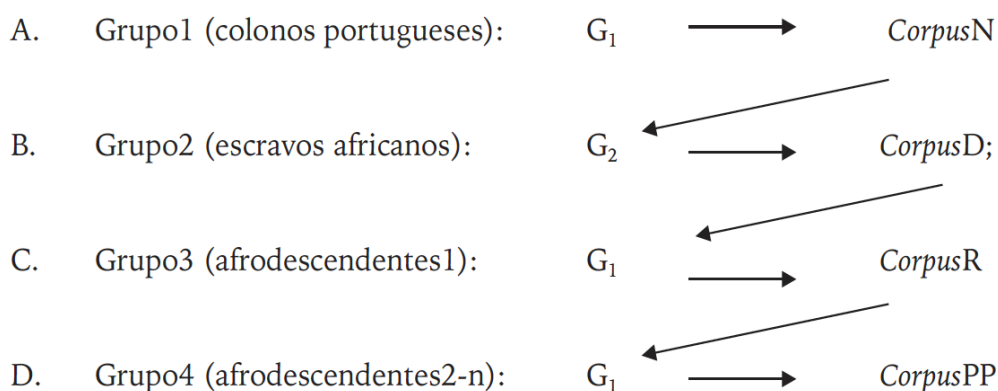 A. Grupo1 (colonos portugueses): G₁ CorpusN
B. Grupo2 (escravos africanos): G₂ CorpusD;
C. Grupo3 (afrodescendentes1): G₁ CorpusR
D. Grupo4 (afrodescendentes2-n): G₁ CorpusPP